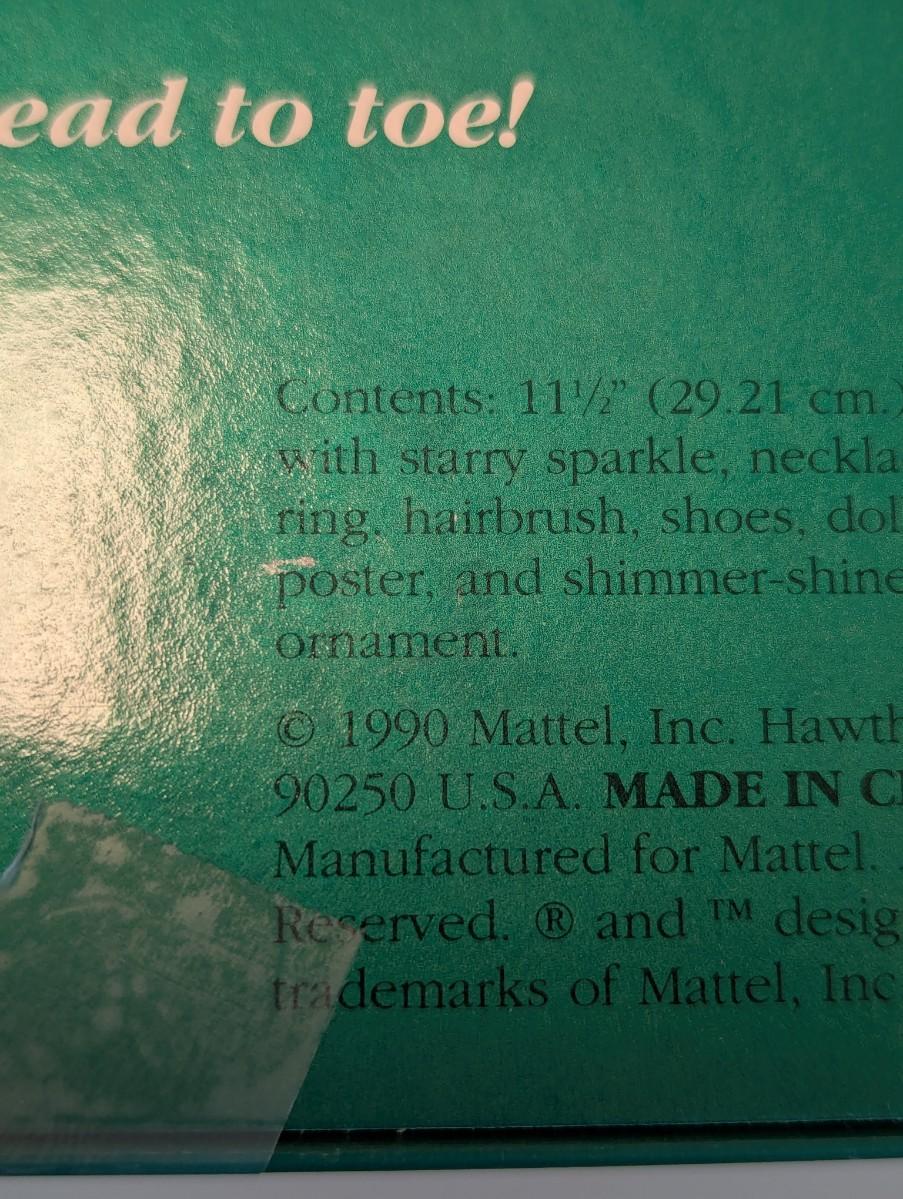 ead to toe!
Contents: 11½” (29.21 cm.)
with starry sparkle, neckla
ring, hairbrush, shoes, dol
poster, and shimmer-shine
ornament.
© 1990 Mattel, Inc. Hawth
90250 U.S.A. MADE IN C
Manufactured for Mattel.
Reserved. ® and ™ desig
trademarks of Mattel, Inc